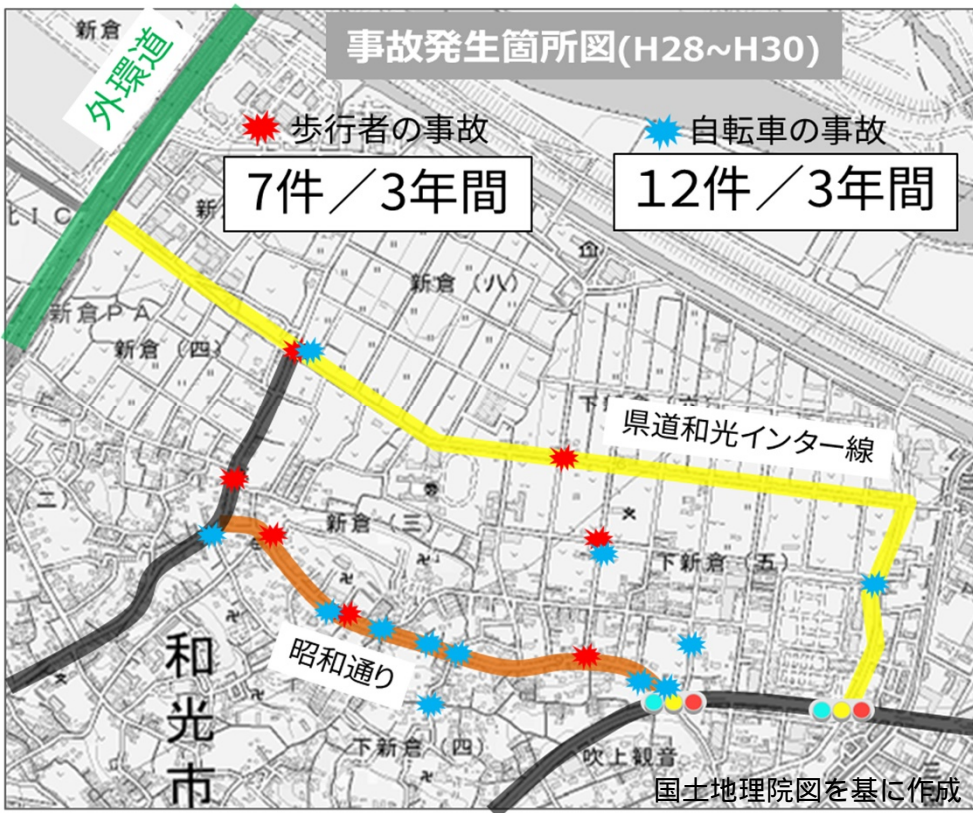 事故発生箇所図(H28~H30)
新倉
外環道
歩行者の事故
自転車の事故
7件／3年間
12件／3年間
新倉（八）
新倉PA
新倉（四）
県道和光インター線
新倉（三）
下新倉（五）
昭和通り
和光市
下新倉（四）
吹上観音
国土地理院図を基に作成